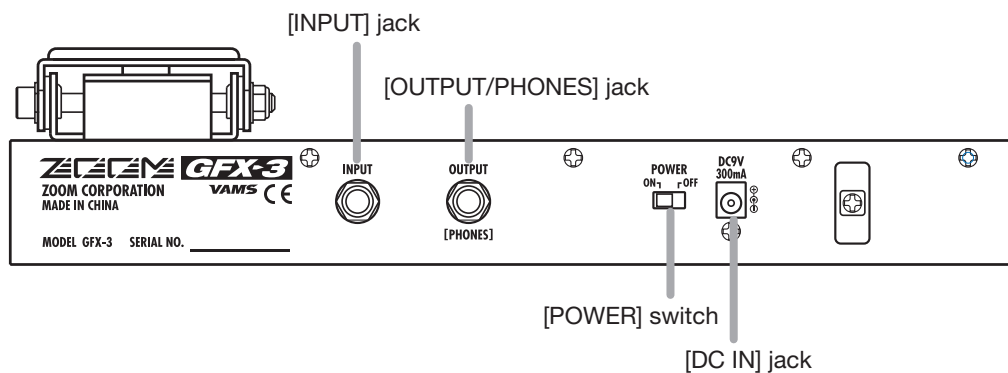 [INPUT] jack
[OUTPUT/PHONES] jack
ZOOM GFX-3
ZOOM CORPORATION VAMS CE
MADE IN CHINA
MODEL GFX-3 SERIAL NO.
INPUT
OUTPUT
[PHONES]
POWER
ON OFF
DC9V
300mA
[POWER] switch
[DC IN] jack